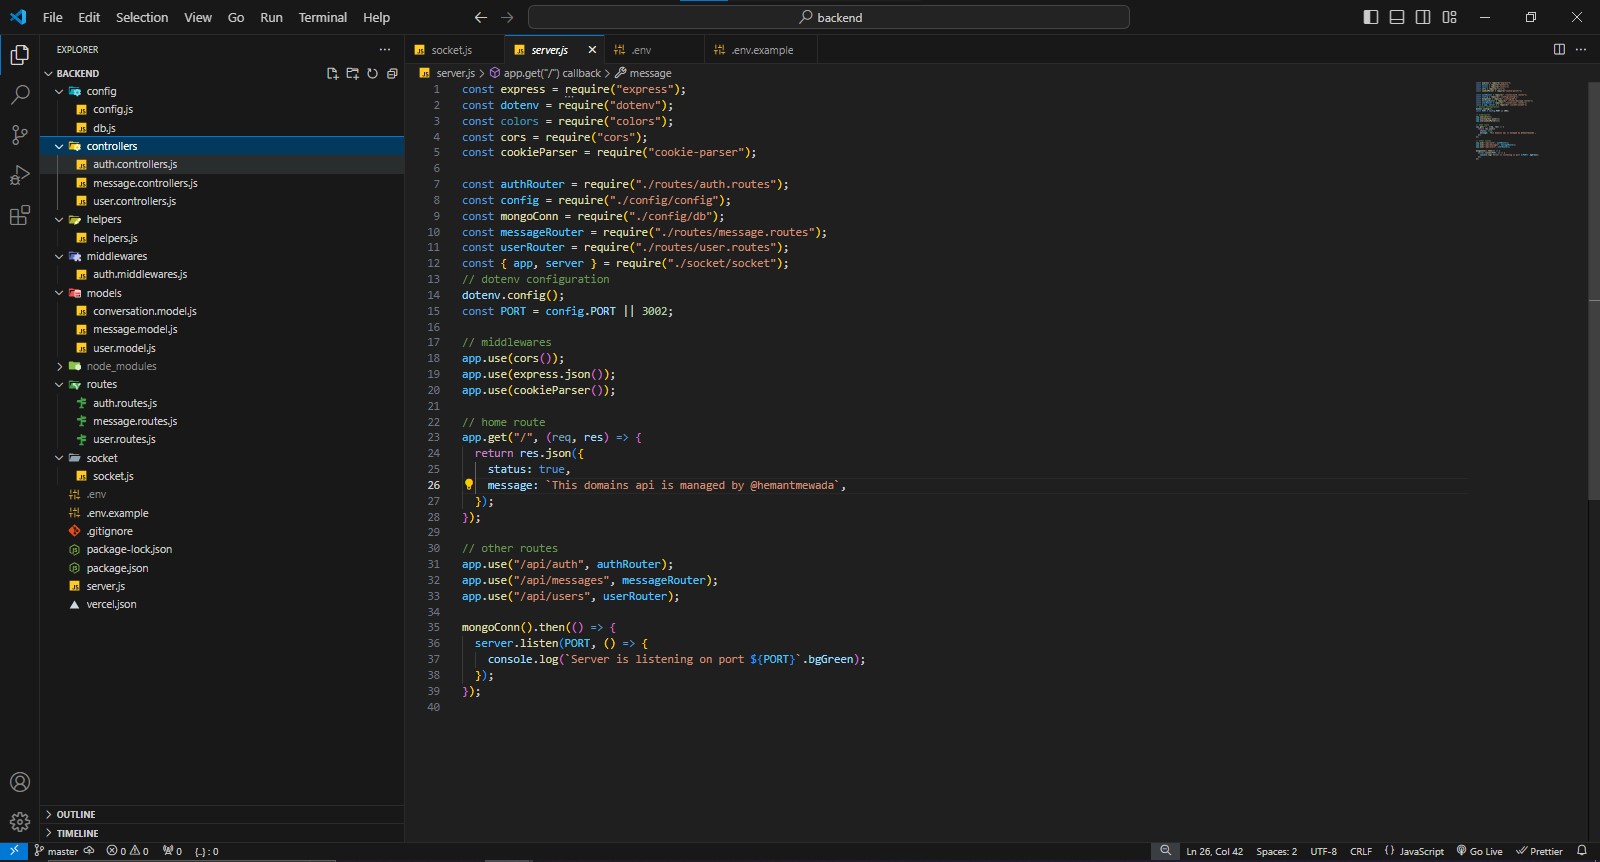 File Edit Selection View Go Run Terminal Help
backend
EXPLORER
BACKEND
config
config.js
db.js
controllers
auth.controllers.js
message.controllers.js
user.controllers.js
helpers
helpers.js
middlewares
auth.middlewares.js
models
conversation.model.js
message.model.js
user.model.js
node_modules
routes
auth.routes.js
message.routes.js
user.routes.js
socket
socket.js
.env
.env.example
.gitignore
package-lock.json
package.json
server.js
vercel.json
OUTLINE
TIMELINE
socket.js server.js .env .env.example
server.js > app.get("/") callback > message
1 const express = require("express");
2 const dotenv = require("dotenv");
3 const colors = require("colors");
4 const cors = require("cors");
5 const cookieParser = require("cookie-parser");
6
7 const authRouter = require("./routes/auth.routes");
8 const config = require("./config/config");
9 const mongoConn = require("./config/db");
10 const messageRouter = require("./routes/message.routes");
11 const userRouter = require("./routes/user.routes");
12 const { app, server } = require("./socket/socket");
13 // dotenv configuration
14 dotenv.config();
15 const PORT = config.PORT || 3002;
16
17 // middlewares
18 app.use(cors());
19 app.use(express.json());
20 app.use(cookieParser());
21
22 // home route
23 app.get("/", (req, res) => {
24 return res.json({
25 status: true,
26 message: `This domains api is managed by @hemantmewada`,
27 });
28 });
29
30 // other routes
31 app.use("/api/auth", authRouter);
32 app.use("/api/messages", messageRouter);
33 app.use("/api/users", userRouter);
34
35 mongoConn().then(() => {
36 server.listen(PORT, () => {
37 console.log(`Server is listening on port ${PORT}`.bgGreen);
38 });
39 });
40
master 0 0 0 {..} : 0 Ln 26, Col 42 Spaces: 2 UTF-8 CRLF {} JavaScript Go Live Prettier